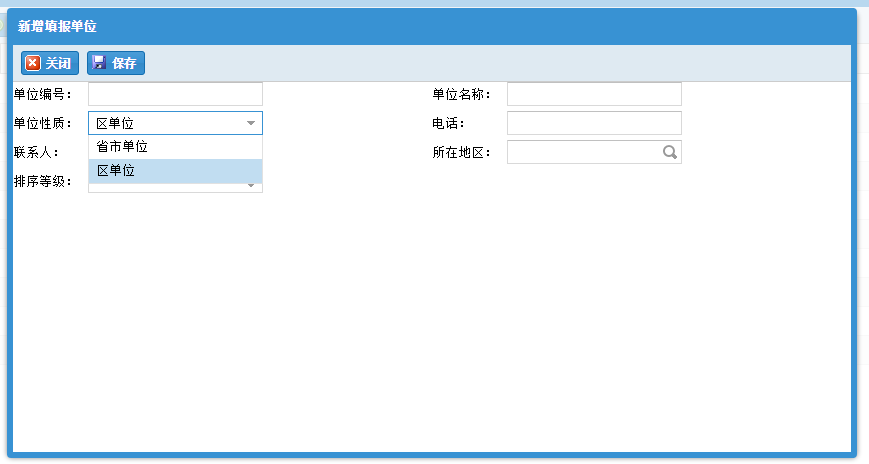 新增填报单位
关闭 保存
单位编号： 单位名称：
单位性质： 区单位 电话：
联系人： 省市单位 所在地区：
区单位
排序等级：